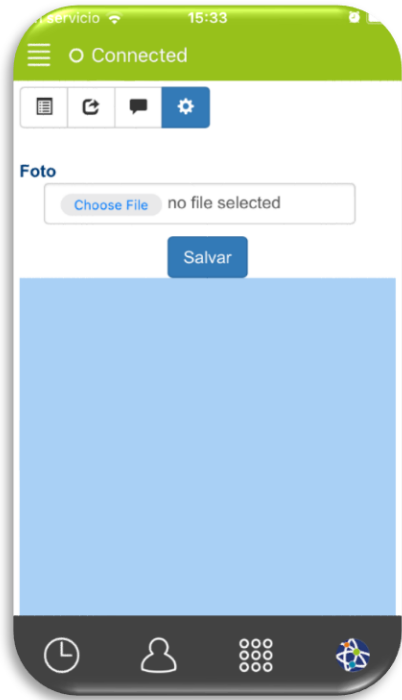 servicio 15:33
Connected
Foto
Choose File no file selected
Salvar